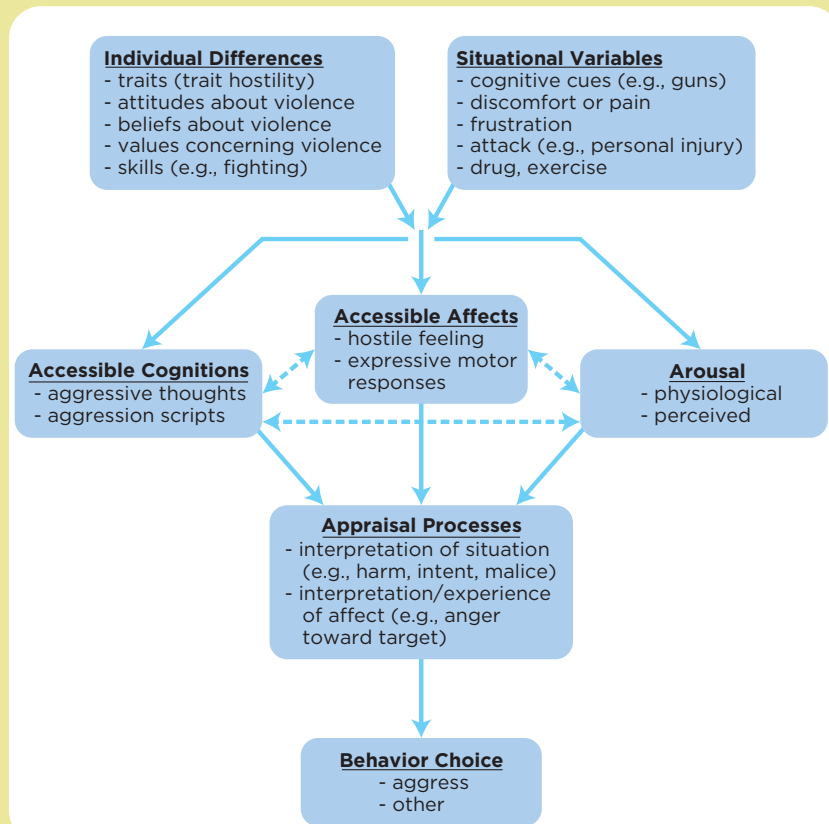 Individual Differences
- traits (trait hostility)
- attitudes about violence
- beliefs about violence
- values concerning violence
- skills (e.g., fighting)
Situational Variables
- cognitive cues (e.g., guns)
- discomfort or pain
- frustration
- attack (e.g., personal injury)
- drug, exercise
Accessible Cognitions
- aggressive thoughts
- aggression scripts
Accessible Affects
- hostile feeling
- expressive motor
responses
Arousal
- physiological
- perceived
Appraisal Processes
- interpretation of situation
(e.g., harm, intent, malice)
- interpretation/experience
of affect (e.g., anger
toward target)
Behavior Choice
- aggress
- other